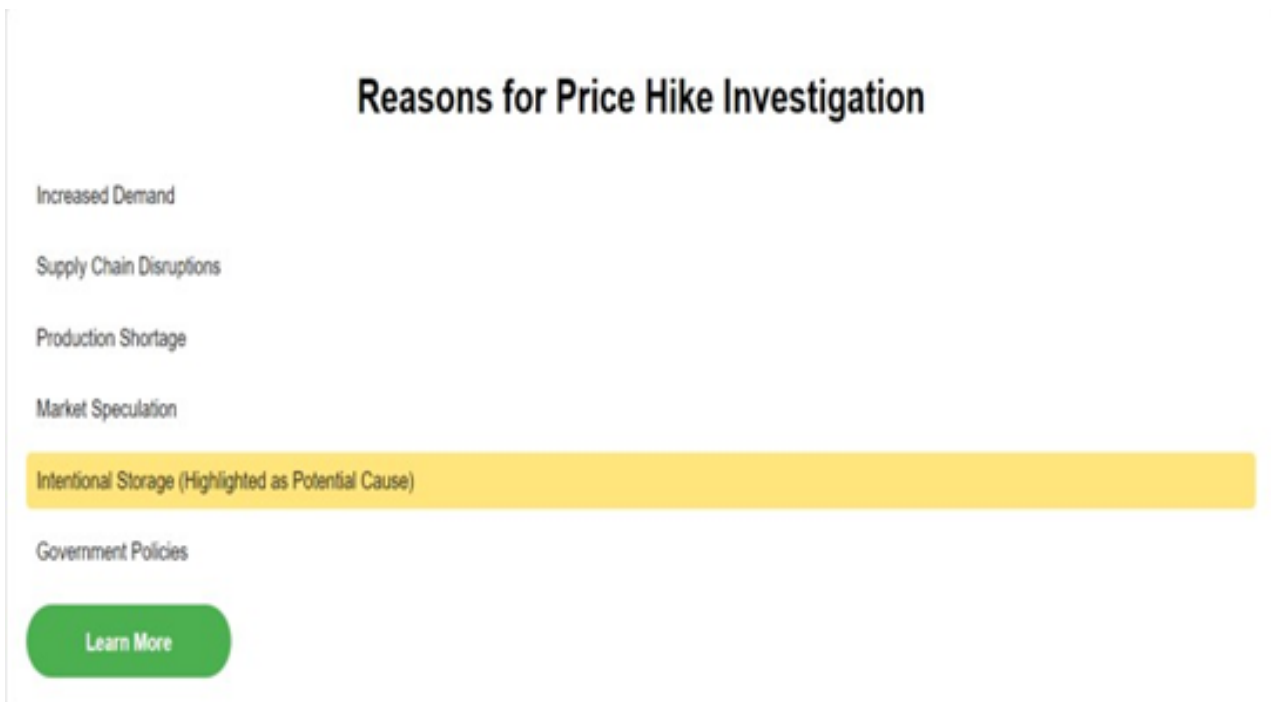 Reasons for Price Hike Investigation
Increased Demand
Supply Chain Disruptions
Production Shortage
Market Speculation
Intentional Storage (Highlighted as Potential Cause)
Government Policies
Learn More